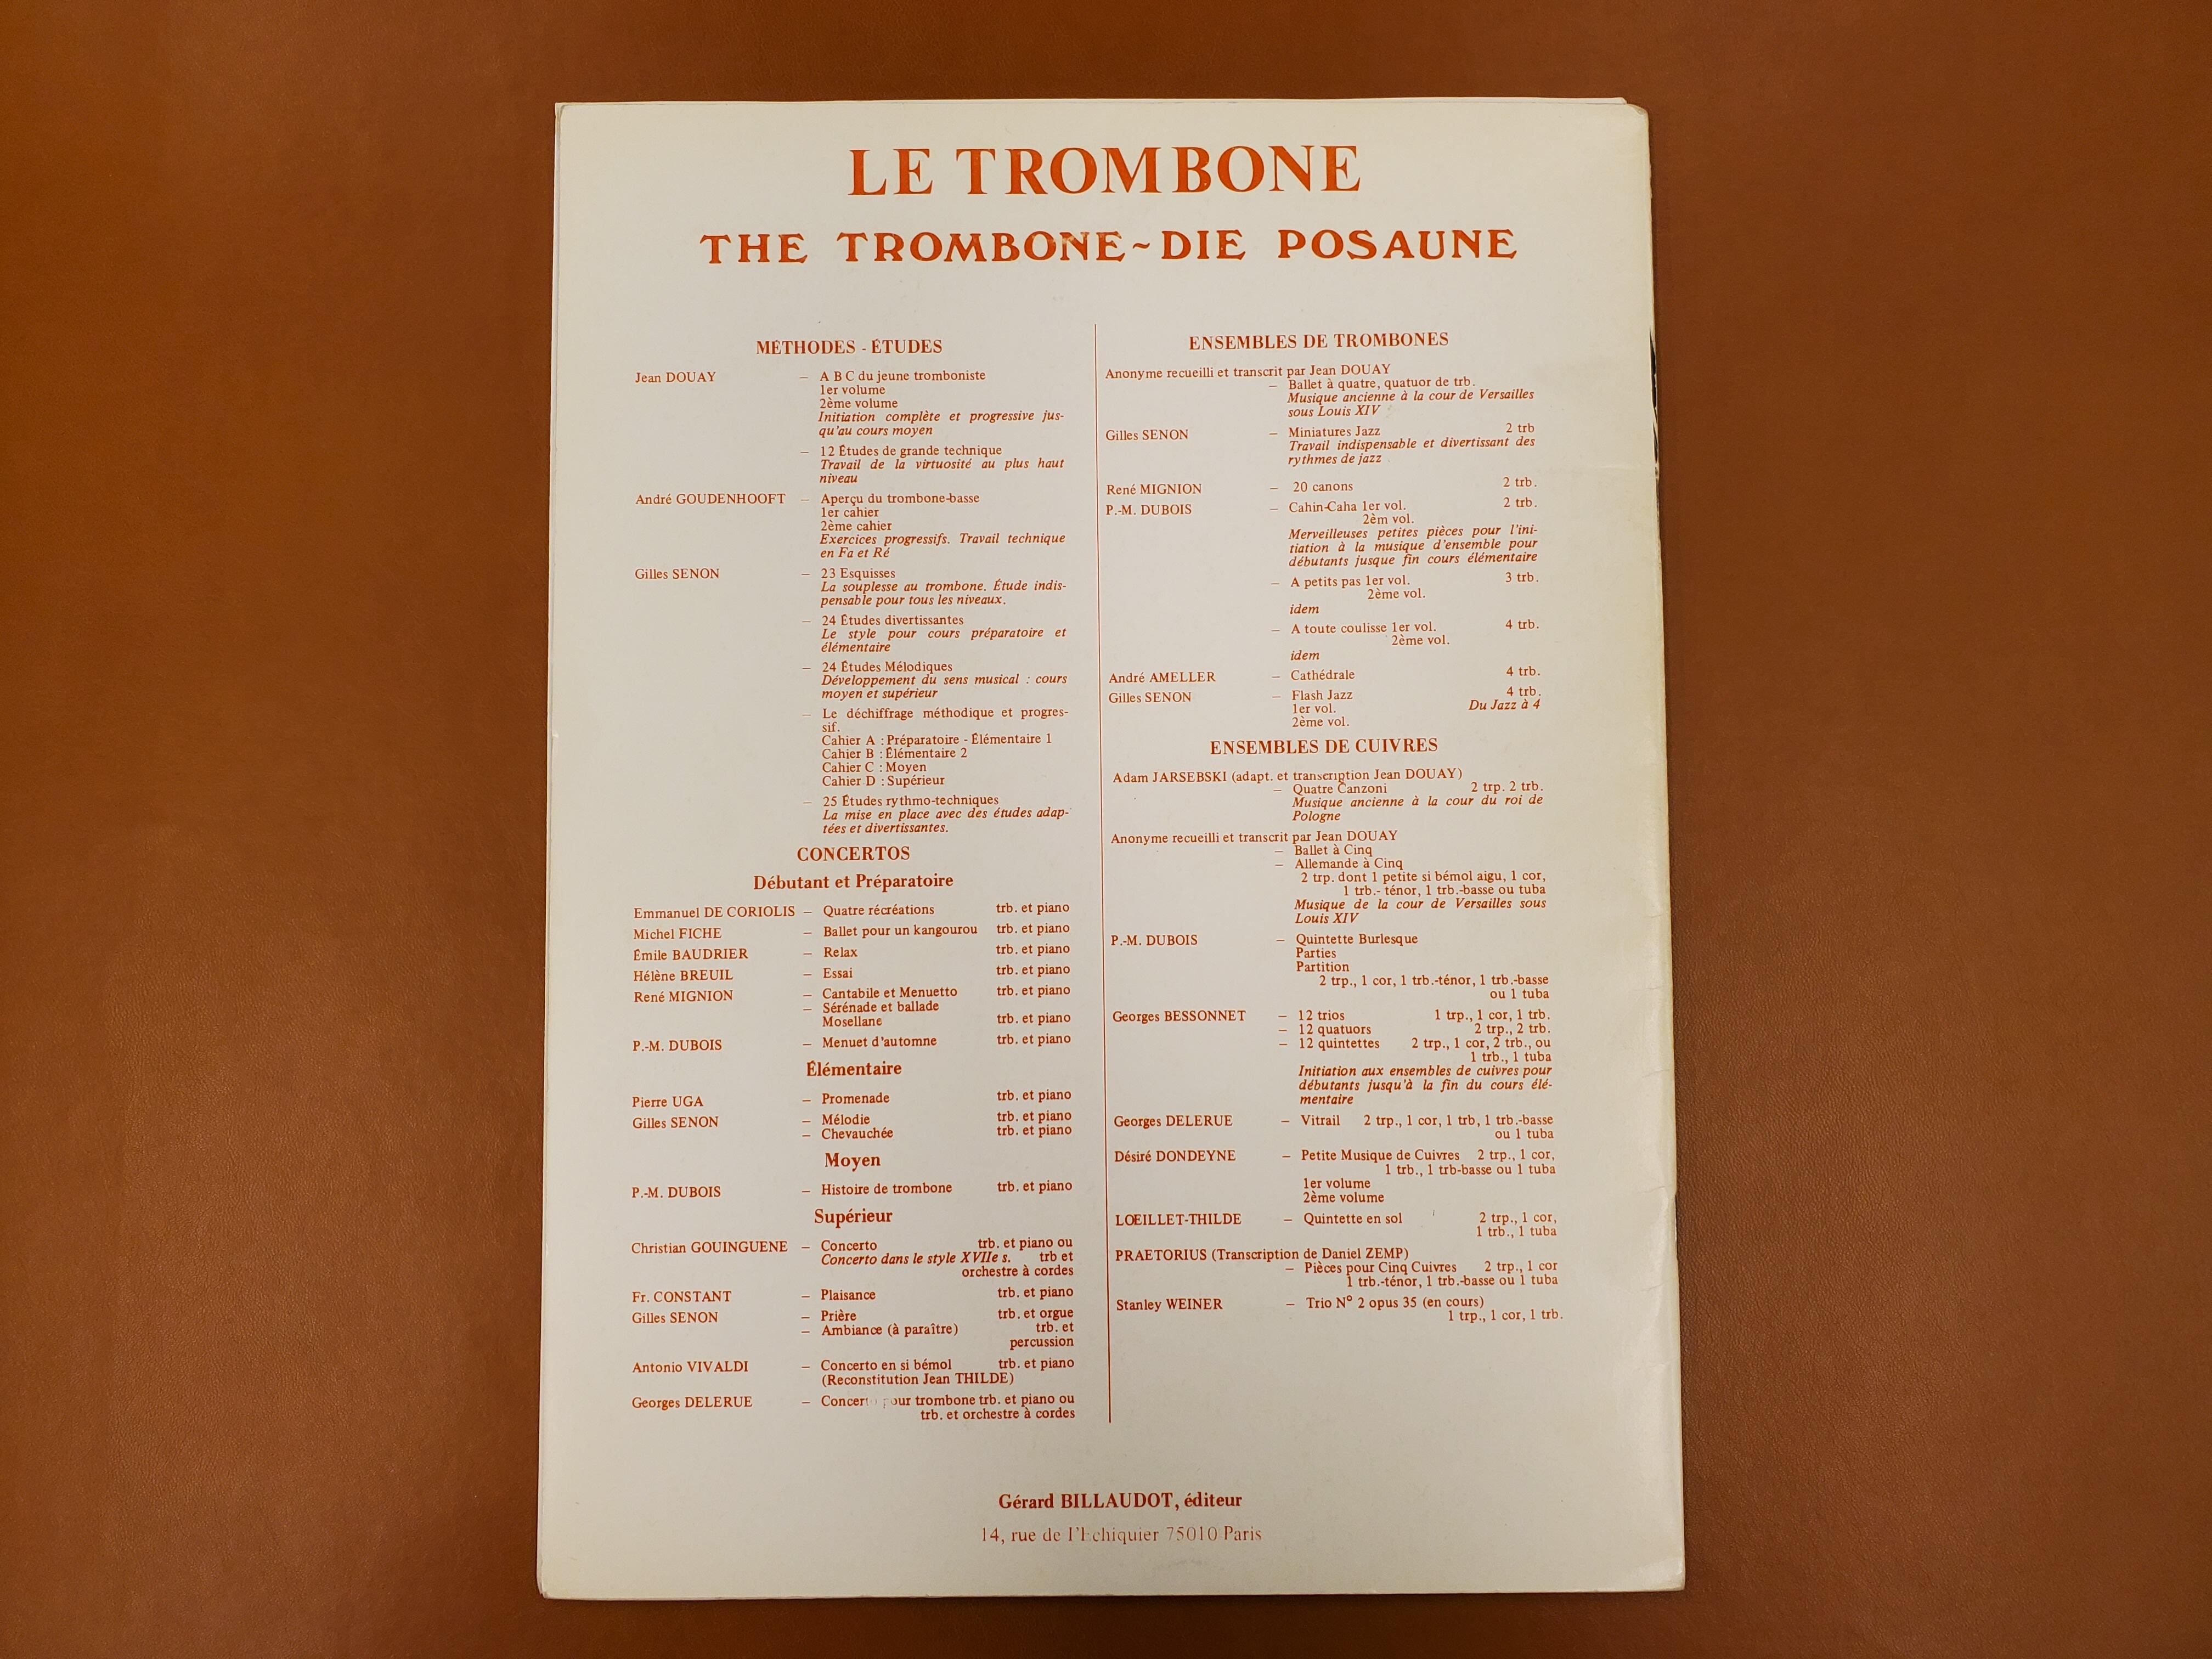 LE TROMBONE
THE TROMBONE~DIE POSAUNE
MÉTHODES - ÉTUDES
Jean DOUAY – A B C du jeune tromboniste
1er volume
2ème volume
Initiation complète et progressive jus-
qu'au cours moyen
– 12 Études de grande technique
Travail de la virtuosité au plus haut
niveau
André GOUDENHOOFT – Aperçu du trombone-basse
1er cahier
2ème cahier
Exercices progressifs. Travail technique
en Fa et Ré
Gilles SENON – 23 Esquisses
La souplesse au trombone. Étude indis-
pensable pour tous les niveaux.
– 24 Études divertissantes
Le style pour cours préparatoire et
élémentaire
– 24 Études Mélodiques
Développement du sens musical : cours
moyen et supérieur
– Le déchiffrage méthodique et progres-
sif.
Cahier A : Préparatoire - Élémentaire 1
Cahier B : Élémentaire 2
Cahier C : Moyen
Cahier D : Supérieur
– 25 Études rythmo-techniques
La mise en place avec des études adap-
tées et divertissantes.
CONCERTOS
Débutant et Préparatoire
Emmanuel DE CORIOLIS – Quatre récréations trb. et piano
Michel FICHE – Ballet pour un kangourou trb. et piano
Émile BAUDRIER – Relax trb. et piano
Hélène BREUIL – Essai trb. et piano
René MIGNION – Cantabile et Menuetto trb. et piano
– Sérénade et ballade
Mosellane trb. et piano
P.-M. DUBOIS – Menuet d'automne trb. et piano
Élémentaire
Pierre UGA – Promenade trb. et piano
Gilles SENON – Mélodie trb. et piano
– Chevauchée trb. et piano
Moyen
P.-M. DUBOIS – Histoire de trombone trb. et piano
Supérieur
Christian GOUINGUENE – Concerto trb. et piano ou
Concerto dans le style XVIIe s. trb et
orchestre à cordes
Fr. CONSTANT – Plaisance trb. et piano
Gilles SENON – Prière trb. et orgue
– Ambiance (à paraître) trb. et
percussion
Antonio VIVALDI – Concerto en si bémol trb. et piano
(Reconstitution Jean THILDE)
Georges DELERUE – Concerto pour trombone trb. et piano ou
trb. et orchestre à cordes
ENSEMBLES DE TROMBONES
Anonyme recueilli et transcrit par Jean DOUAY
– Ballet à quatre, quatuor de trb.
Musique ancienne à la cour de Versailles
sous Louis XIV
Gilles SENON – Miniatures Jazz 2 trb
Travail indispensable et divertissant des
rythmes de jazz
René MIGNION – 20 canons 2 trb.
P.-M. DUBOIS – Cahin-Caha 1er vol. 2 trb.
2èm vol.
Merveilleuses petites pièces pour l'ini-
tiation à la musique d'ensemble pour
débutants jusque fin cours élémentaire
– A petits pas 1er vol. 3 trb.
2ème vol.
idem
– A toute coulisse 1er vol. 4 trb.
2ème vol.
idem
André AMELLER – Cathédrale 4 trb.
Gilles SENON – Flash Jazz 4 trb.
1er vol. Du Jazz à 4
2ème vol.
ENSEMBLES DE CUIVRES
Adam JARSEBSKI (adapt. et transcription Jean DOUAY)
– Quatre Canzoni 2 trp. 2 trb.
Musique ancienne à la cour du roi de
Pologne
Anonyme recueilli et transcrit par Jean DOUAY
– Ballet à Cinq
– Allemande à Cinq
2 trp. dont 1 petite si bémol aigu, 1 cor,
1 trb.- ténor, 1 trb.-basse ou tuba
Musique de la cour de Versailles sous
Louis XIV
P.-M. DUBOIS – Quintette Burlesque
Parties
Partition
2 trp., 1 cor, 1 trb.-ténor, 1 trb.-basse
ou 1 tuba
Georges BESSONNET – 12 trios 1 trp., 1 cor, 1 trb.
– 12 quatuors 2 trp., 2 trb.
– 12 quintettes 2 trp., 1 cor, 2 trb., ou
1 trb., 1 tuba
Initiation aux ensembles de cuivres pour
débutants jusqu'à la fin du cours élé-
mentaire
Georges DELERUE – Vitrail 2 trp., 1 cor, 1 trb, 1 trb.-basse
ou 1 tuba
Désiré DONDEYNE – Petite Musique de Cuivres 2 trp., 1 cor,
1 trb., 1 trb-basse ou 1 tuba
1er volume
2ème volume
LŒILLET-THILDE – Quintette en sol 2 trp., 1 cor,
1 trb., 1 tuba
PRAETORIUS (Transcription de Daniel ZEMP)
– Pièces pour Cinq Cuivres 2 trp., 1 cor
1 trb.-ténor, 1 trb.-basse ou 1 tuba
Stanley WEINER – Trio N° 2 opus 35 (en cours)
1 trp., 1 cor, 1 trb.
Gérard BILLAUDOT, éditeur
14, rue de l'Echiquier 75010 Paris